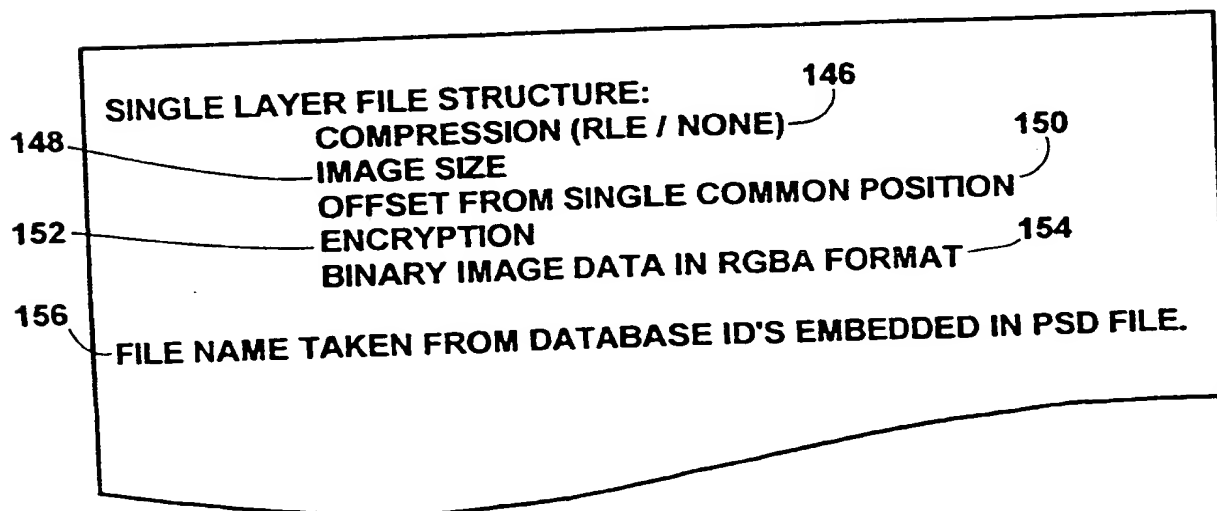 SINGLE LAYER FILE STRUCTURE:
146
COMPRESSION (RLE / NONE)
148
IMAGE SIZE
150
OFFSET FROM SINGLE COMMON POSITION
152
ENCRYPTION
154
BINARY IMAGE DATA IN RGBA FORMAT
156
FILE NAME TAKEN FROM DATABASE ID'S EMBEDDED IN PSD FILE.